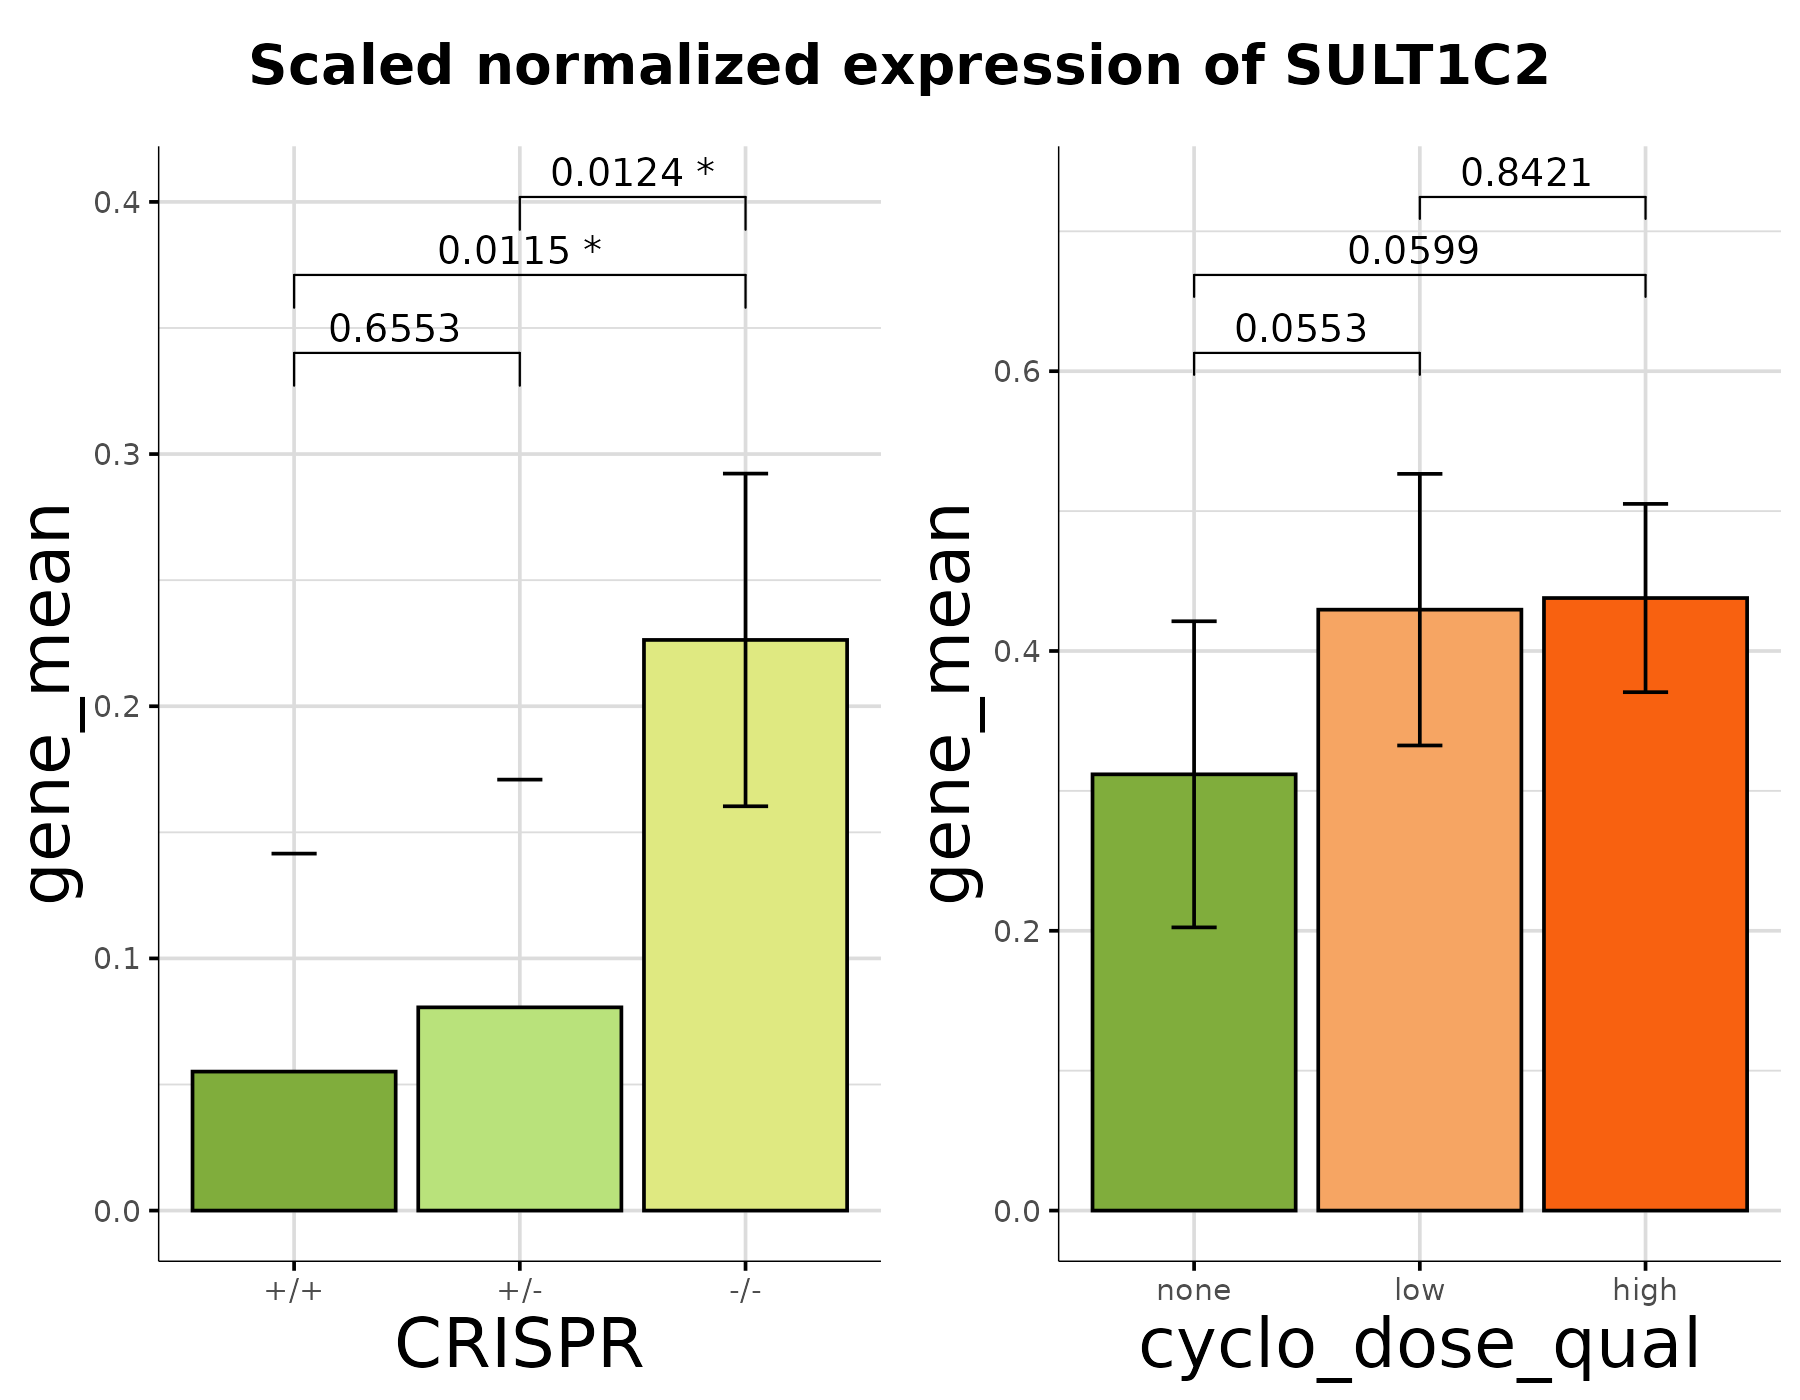 Scaled normalized expression of SULT1C2
gene_mean
0.4
0.3
0.2
0.1
0.0
0.0124 *
0.0115 *
0.6553
+/+ +/- -/-
CRISPR
gene_mean
0.6
0.4
0.2
0.0
0.8421
0.0599
0.0553
none low high
cyclo_dose_qual